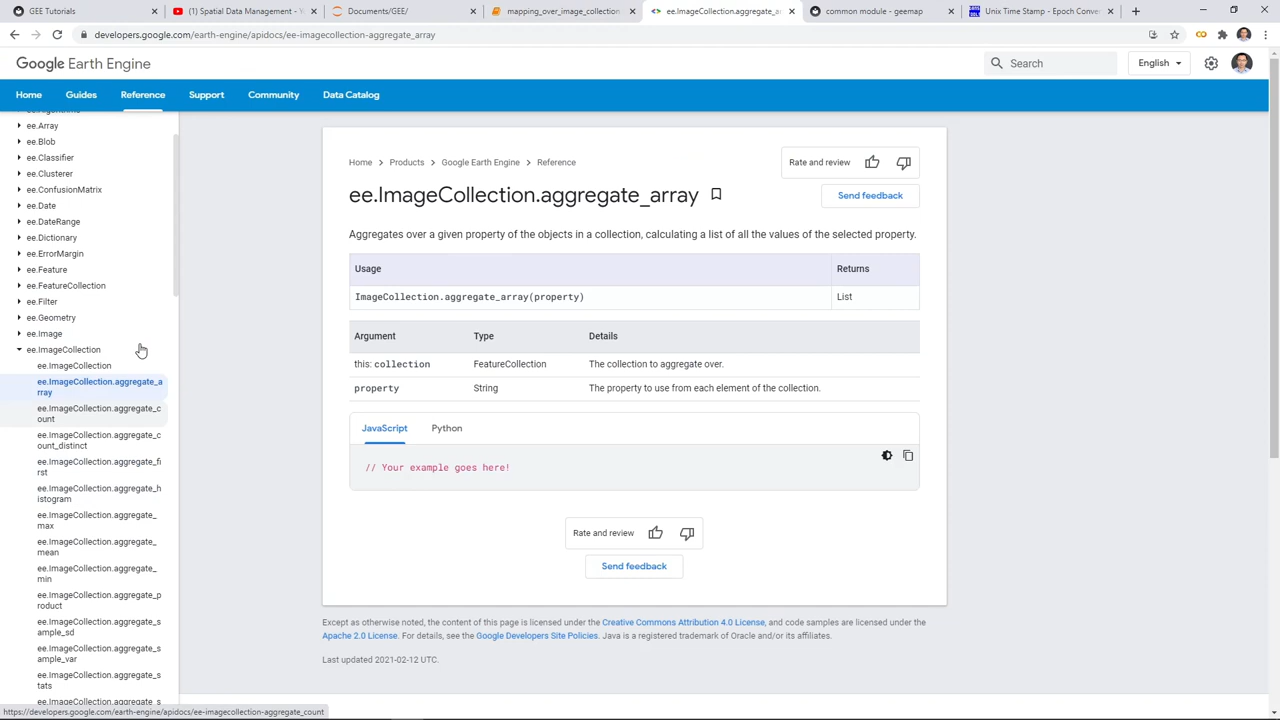 GEE Tutorials
(1) Spatial Data Management - Yo
Documents/GEE/
mapping_over_image_collection
ee.ImageCollection.aggregate_ar
common module - geemap
Unix Time Stamp - Epoch Conver
developers.google.com/earth-engine/apidocs/ee-imagecollection-aggregate_array
Google Earth Engine
Search
English
Home
Guides
Reference
Support
Community
Data Catalog
ee.Algorithms
ee.Array
ee.Blob
ee.Classifier
ee.Clusterer
ee.ConfusionMatrix
ee.Date
ee.DateRange
ee.Dictionary
ee.ErrorMargin
ee.Feature
ee.FeatureCollection
ee.Filter
ee.Geometry
ee.Image
ee.ImageCollection
ee.ImageCollection
ee.ImageCollection.aggregate_a
rray
ee.ImageCollection.aggregate_c
ount
ee.ImageCollection.aggregate_c
ount_distinct
ee.ImageCollection.aggregate_fi
rst
ee.ImageCollection.aggregate_h
istogram
ee.ImageCollection.aggregate_
max
ee.ImageCollection.aggregate_
mean
ee.ImageCollection.aggregate_
min
ee.ImageCollection.aggregate_p
roduct
ee.ImageCollection.aggregate_s
ample_sd
ee.ImageCollection.aggregate_s
ample_var
ee.ImageCollection.aggregate_s
tats
ee.ImageCollection.aggregate_s
https://developers.google.com/earth-engine/apidocs/ee-imagecollection-aggregate_count
Home > Products > Google Earth Engine > Reference
Rate and review
ee.ImageCollection.aggregate_array
Send feedback
Aggregates over a given property of the objects in a collection, calculating a list of all the values of the selected property.
Usage Returns
ImageCollection.aggregate_array(property) List
Argument Type Details
this: collection FeatureCollection The collection to aggregate over.
property String The property to use from each element of the collection.
JavaScript Python
// Your example goes here!
Rate and review
Send feedback
Except as otherwise noted, the content of this page is licensed under the Creative Commons Attribution 4.0 License, and code samples are licensed under the
Apache 2.0 License. For details, see the Google Developers Site Policies. Java is a registered trademark of Oracle and/or its affiliates.
Last updated 2021-02-12 UTC.